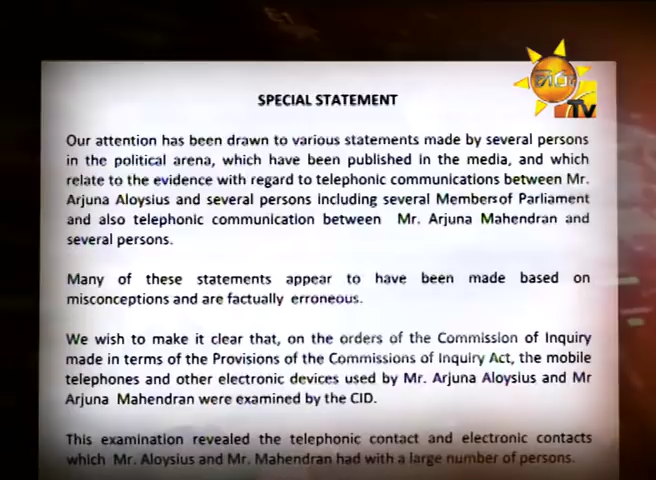 හිරු
TV
SPECIAL STATEMENT
Our attention has been drawn to various statements made by several persons
in the political arena, which have been published in the media, and which
relate to the evidence with regard to telephonic communications between Mr.
Arjuna Aloysius and several persons including several Members of Parliament
and also telephonic communication between Mr. Arjuna Mahendran and
several persons.
Many of these statements appear to have been made based on
misconceptions and are factually erroneous.
We wish to make it clear that, on the orders of the Commission of Inquiry
made in terms of the Provisions of the Commissions of Inquiry Act, the mobile
telephones and other electronic devices used by Mr. Arjuna Aloysius and Mr
Arjuna Mahendran were examined by the CID.
This examination revealed the telephonic contact and electronic contacts
which Mr. Aloysius and Mr. Mahendran had with a large number of persons.